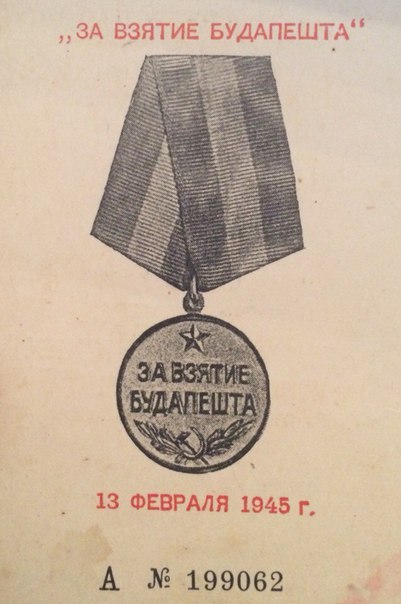 „ЗА ВЗЯТИЕ БУДАПЕШТА“
ЗА ВЗЯТИЕ
БУДАПЕШТА
13 ФЕВРАЛЯ 1945 г.
А № 199062